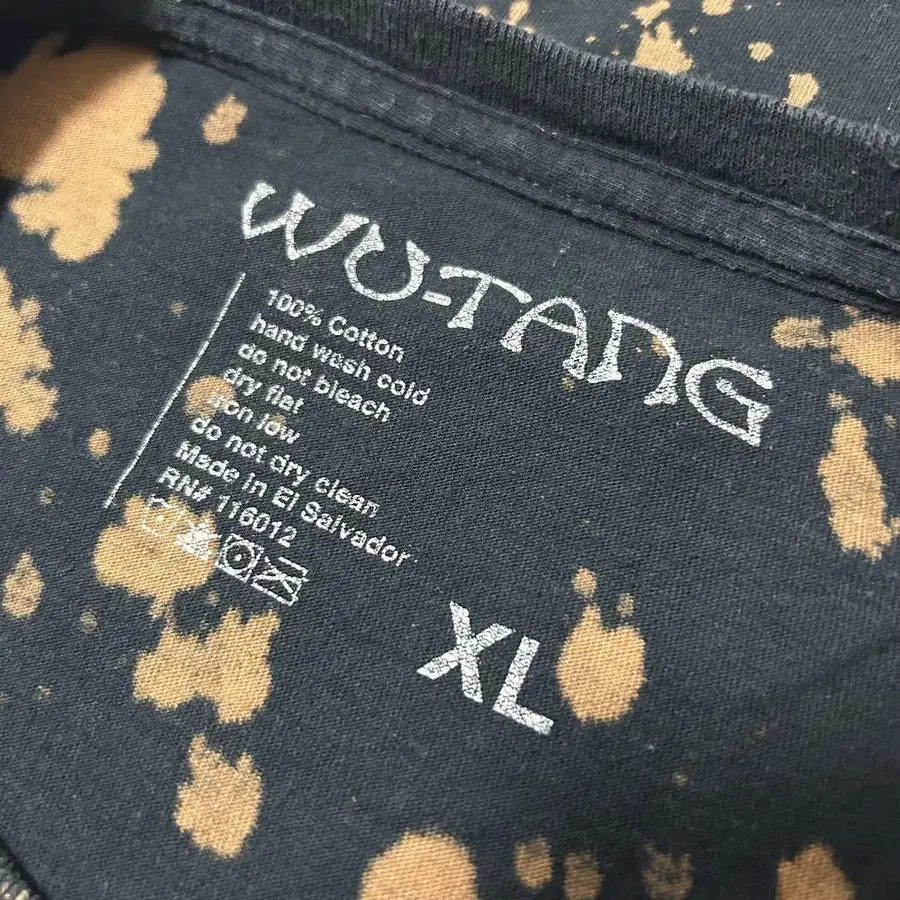 WU-TANG
100% Cotton
hand wash cold
do not bleach
dry flat
iron low
do not dry clean
Made in El Salvador
RN# 116012
XL